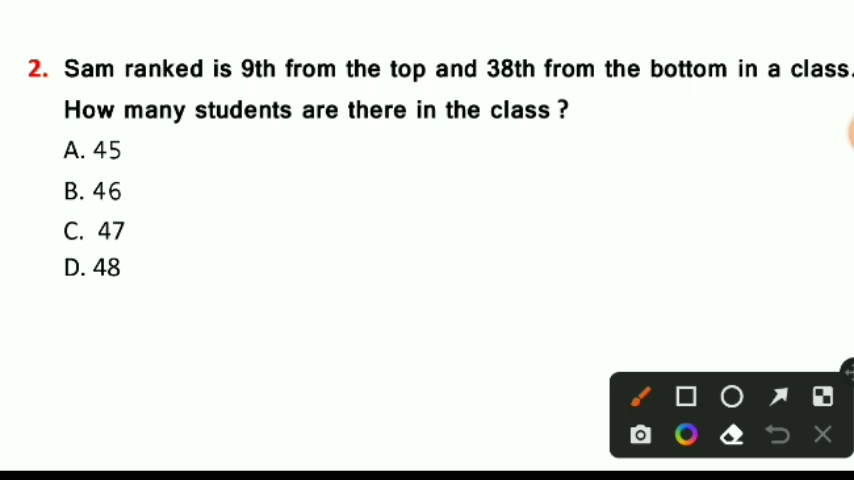 2. Sam ranked is 9th from the top and 38th from the bottom in a class.
How many students are there in the class ?
A. 45
B. 46
C. 47
D. 48